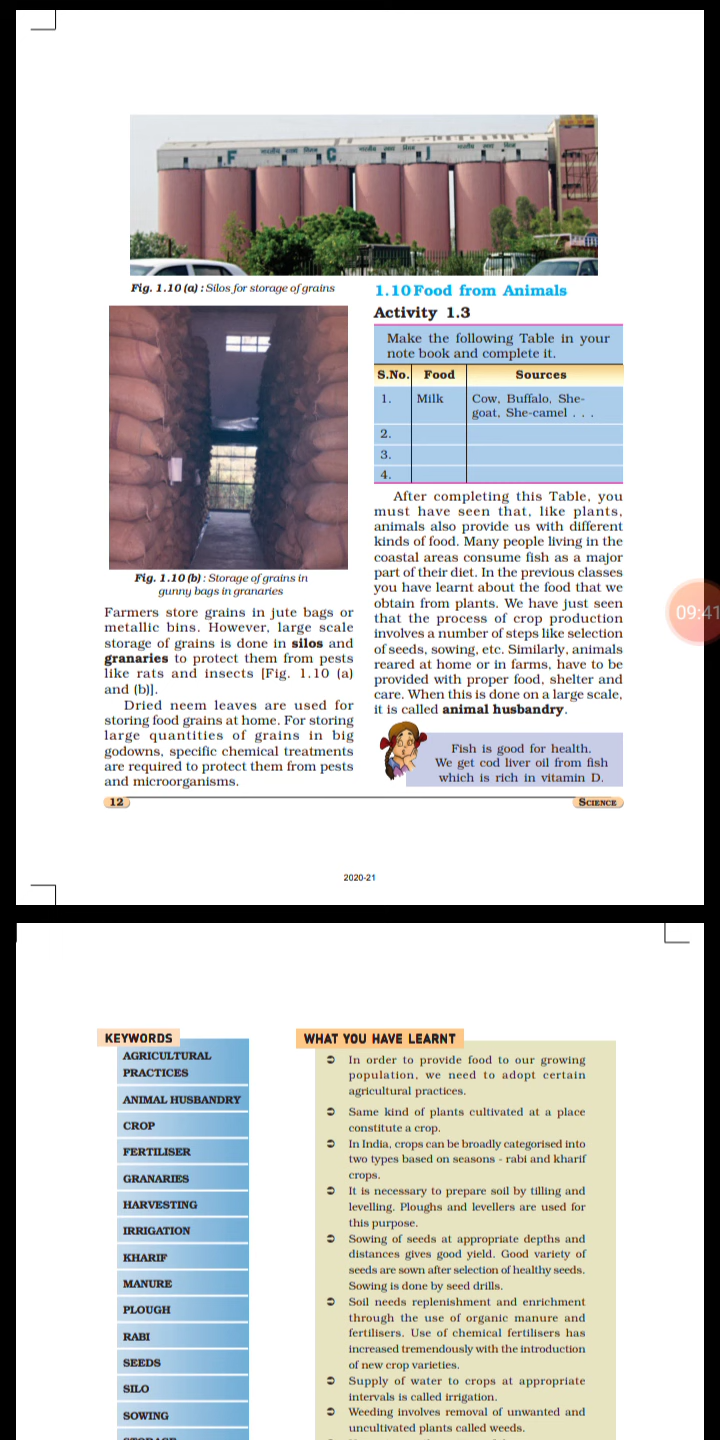 F C I
Fig. 1.10 (a) : Silos for storage of grains
Fig. 1.10 (b) : Storage of grains in
gunny bags in granaries
Farmers store grains in jute bags or
metallic bins. However, large scale
storage of grains is done in silos and
granaries to protect them from pests
like rats and insects [Fig. 1.10 (a)
and (b)].
Dried neem leaves are used for
storing food grains at home. For storing
large quantities of grains in big
godowns, specific chemical treatments
are required to protect them from pests
and microorganisms.
1.10 Food from Animals
Activity 1.3
Make the following Table in your
note book and complete it.
S.No. Food Sources
1. Milk Cow, Buffalo, She-
goat, She-camel . . .
2.
3.
4.
After completing this Table, you
must have seen that, like plants,
animals also provide us with different
kinds of food. Many people living in the
coastal areas consume fish as a major
part of their diet. In the previous classes
you have learnt about the food that we
obtain from plants. We have just seen
that the process of crop production
involves a number of steps like selection
of seeds, sowing, etc. Similarly, animals
reared at home or in farms, have to be
provided with proper food, shelter and
care. When this is done on a large scale,
it is called animal husbandry.
09:41
Fish is good for health.
We get cod liver oil from fish
which is rich in vitamin D.
12
SCIENCE
2020-21
KEYWORDS
AGRICULTURAL
PRACTICES
ANIMAL HUSBANDRY
CROP
FERTILISER
GRANARIES
HARVESTING
IRRIGATION
KHARIF
MANURE
PLOUGH
RABI
SEEDS
SILO
SOWING
STORAGE
WHAT YOU HAVE LEARNT
In order to provide food to our growing
population, we need to adopt certain
agricultural practices.
Same kind of plants cultivated at a place
constitute a crop.
In India, crops can be broadly categorised into
two types based on seasons - rabi and kharif
crops.
It is necessary to prepare soil by tilling and
levelling. Ploughs and levellers are used for
this purpose.
Sowing of seeds at appropriate depths and
distances gives good yield. Good variety of
seeds are sown after selection of healthy seeds.
Sowing is done by seed drills.
Soil needs replenishment and enrichment
through the use of organic manure and
fertilisers. Use of chemical fertilisers has
increased tremendously with the introduction
of new crop varieties.
Supply of water to crops at appropriate
intervals is called irrigation.
Weeding involves removal of unwanted and
uncultivated plants called weeds.